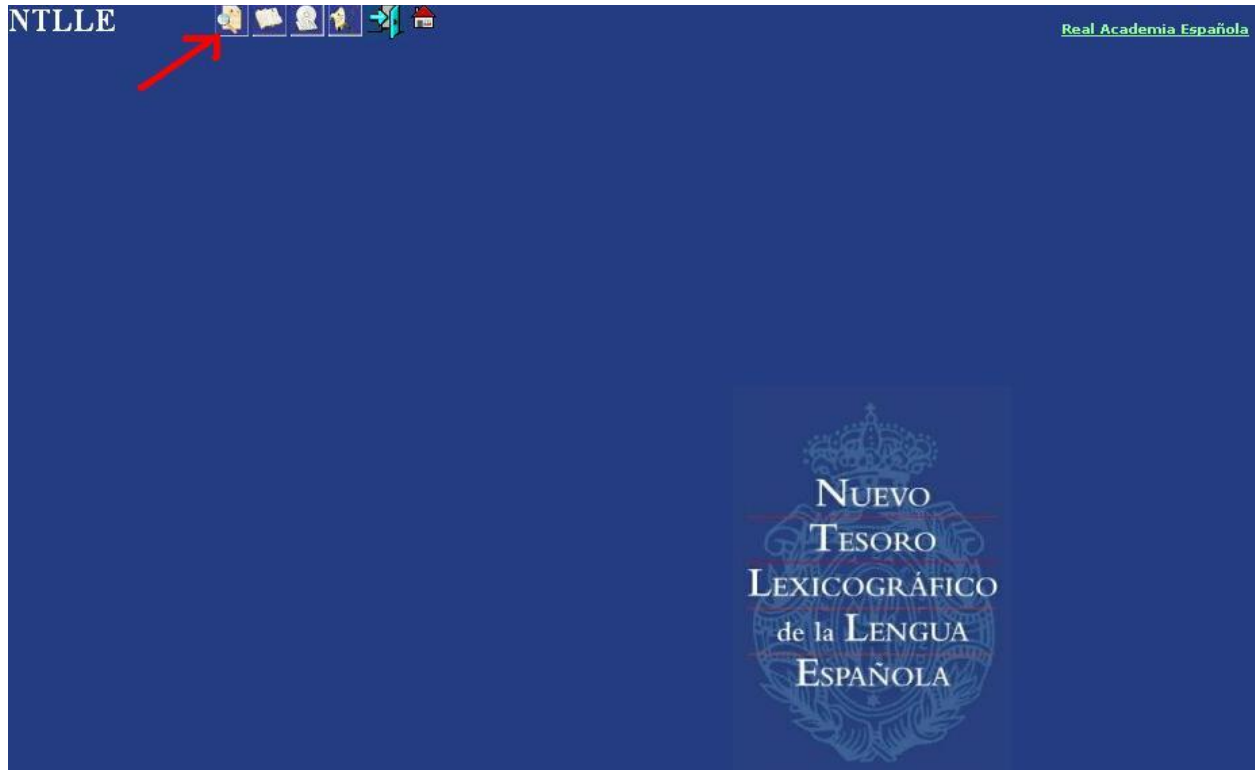 NTLLE
Real Academia Española
NUEVO
TESORO
LEXICOGRÁFICO
de la LENGUA
ESPAÑOLA